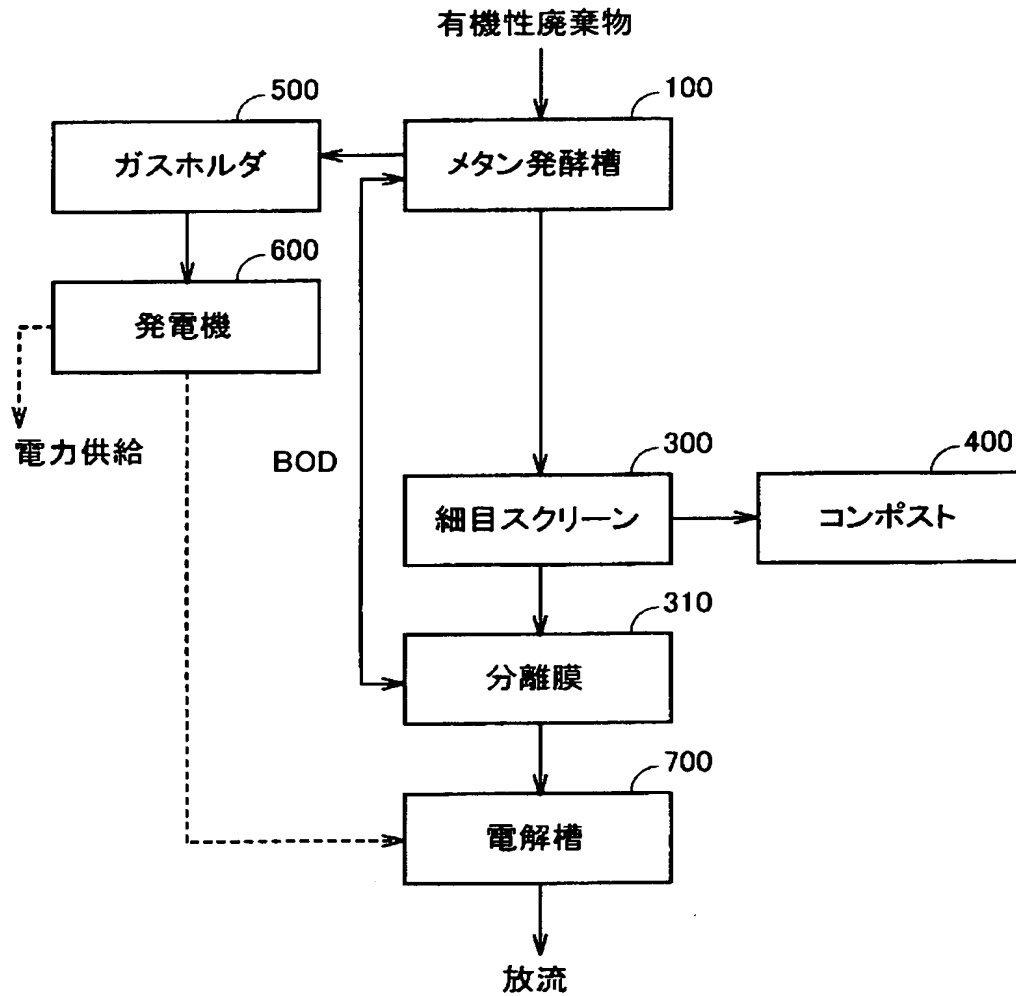 有機性廃棄物
500
100
ガスホルダ
メタン発酵槽
600
発電機
電力供給
BOD
300
400
細目スクリーン
コンポスト
310
分離膜
700
電解槽
放流